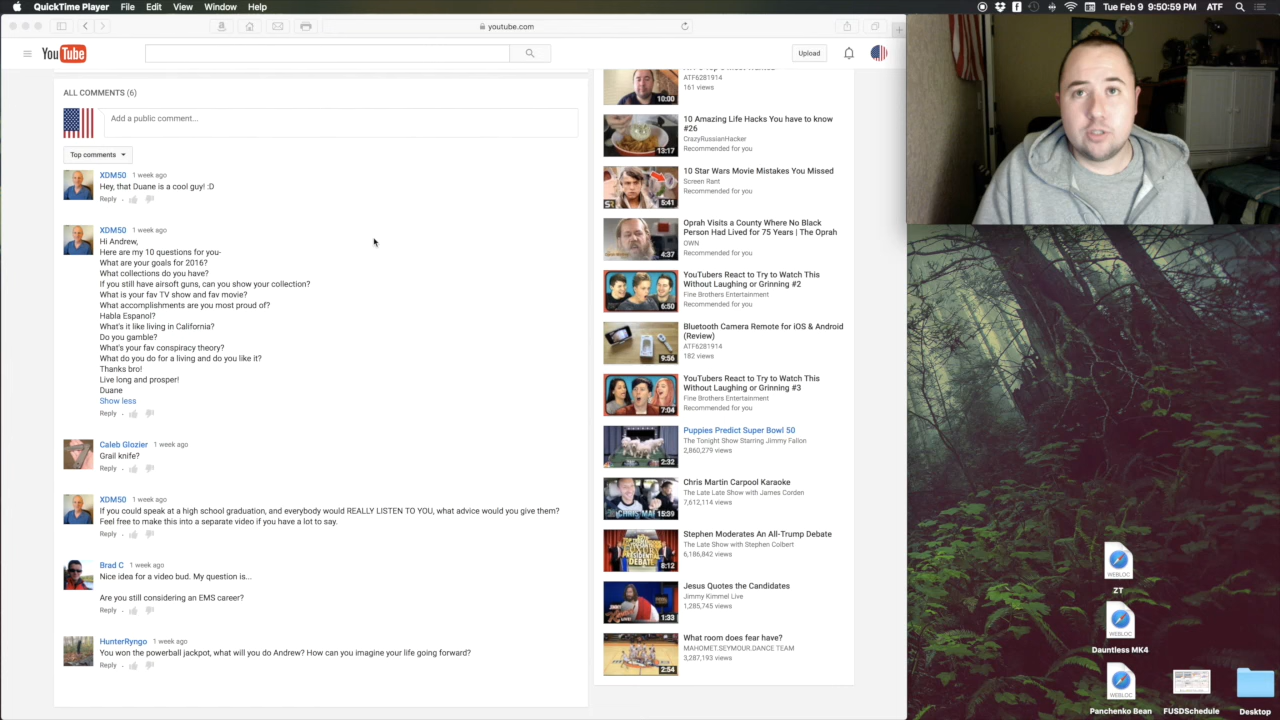 QuickTime Player File Edit View Window Help
Fri Feb 12 9:50:59 PM ATF
youtube.com
YouTube
Upload
ALL COMMENTS (6)
Add a public comment...
Top comments
XDM50 1 week ago
Hey, that Duane is a cool guy! :D
Reply
XDM50 1 week ago
Hi Andrew,
Here are my 10 questions for you-
What are your goals for 2016?
What collections do you have?
If you still have airsoft guns, can you show your collection?
What is your fav TV show and fav movie?
What accomplishments are you most proud of?
Habla Espanol?
What's it like living in California?
Do you gamble?
What's your fav conspiracy theory?
What do you do for a living and do you like it?
Thanks bro!
Live long and prosper!
Duane
Show less
Reply
Caleb Glozier 1 week ago
Grail knife?
Reply
XDM50 1 week ago
If you could speak at a high school graduation, and everybody would REALLY LISTEN TO YOU, what advice would you give them?
Feel free to make this into a separate video if you have a lot to say.
Reply
Brad C 1 week ago
Nice idea for a video bud. My question is...
Are you still considering an EMS career?
Reply
HunterRyngo 1 week ago
You won the powerball jackpot, what will you do Andrew? How can you imagine your life going forward?
Reply
ATF6281914
161 views
10:00
10 Amazing Life Hacks You have to know
#26
CrazyRussianHacker
Recommended for you
13:17
10 Star Wars Movie Mistakes You Missed
Screen Rant
Recommended for you
5:41
Oprah Visits a County Where No Black
Person Had Lived for 75 Years | The Oprah
OWN
Recommended for you
4:37
YouTubers React to Try to Watch This
Without Laughing or Grinning #2
Fine Brothers Entertainment
Recommended for you
6:50
Bluetooth Camera Remote for iOS & Android
(Review)
ATF6281914
182 views
9:56
YouTubers React to Try to Watch This
Without Laughing or Grinning #3
Fine Brothers Entertainment
Recommended for you
7:04
Puppies Predict Super Bowl 50
The Tonight Show Starring Jimmy Fallon
2,860,279 views
2:32
Chris Martin Carpool Karaoke
The Late Late Show with James Corden
7,612,114 views
15:39
Stephen Moderates An All-Trump Debate
The Late Show with Stephen Colbert
6,186,842 views
8:12
Jesus Quotes the Candidates
Jimmy Kimmel Live
1,285,745 views
1:33
What room does fear have?
MAHOMET.SEYMOUR.DANCE TEAM
3,287,193 views
2:54
WEBLOC
ZT
WEBLOC
Dauntless MK4
WEBLOC
Panchenko Bean
FUSDSchedule
Desktop